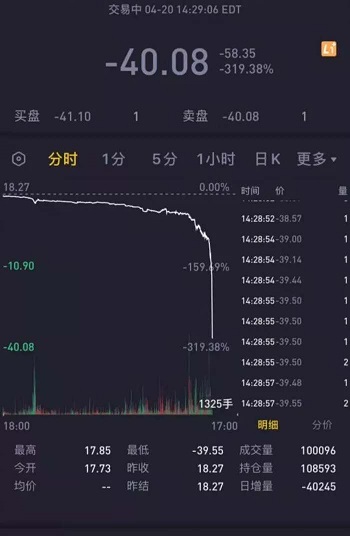 交易中 04-20 14:29:06 EDT
-40.08
-58.35
-319.38%
L1
买盘 -41.10 1 卖盘 -40.08 1
分时 1分 5分 1小时 日K 更多
18.27 0.00%
-10.90 -159.69%
-40.08 -319.38%
1325手
18:00 17:00
时间 价 量
14:28:52 -38.57 1
14:28:54 -39.00 1
14:28:54 -39.14 1
14:28:54 -39.44 1
14:28:55 -39.50 1
14:28:55 -39.50 1
14:28:55 -39.50 1
14:28:55 -39.50 2
14:28:57 -39.48 1
14:28:57 -39.55 2
明细 分价
最高 17.85 最低 -39.55 成交量 100096
今开 17.73 昨收 18.27 持仓量 108593
均价 -- 昨结 18.27 日增量 -40245